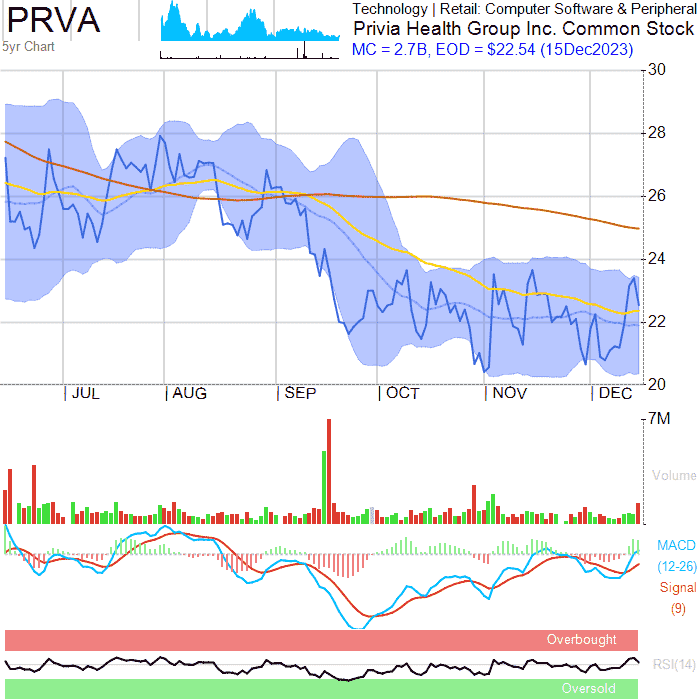 PRVA
5yr Chart
Technology | Retail: Computer Software & Peripheral
Privia Health Group Inc. Common Stock
MC = 2.7B, EOD = $22.54 (15Dec2023)
30
28
26
24
22
20
JUL AUG SEP OCT NOV DEC
7M
Volume
MACD
(12-26)
Signal
(9)
Overbought
RSI(14)
Oversold